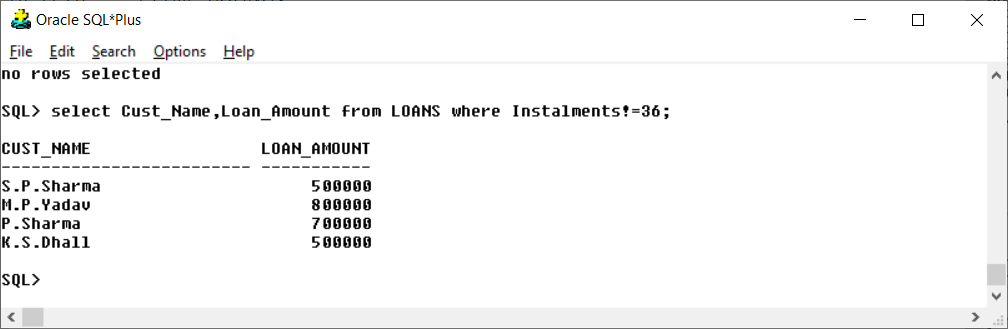 Oracle SQL*Plus
File Edit Search Options Help
no rows selected
SQL> select Cust_Name,Loan_Amount from LOANS where Instalments!=36;
CUST_NAME                 LOAN_AMOUNT
------------------------- -----------
S.P.Sharma                     500000
M.P.Yadav                      800000
P.Sharma                       700000
K.S.Dhall                      500000
SQL>